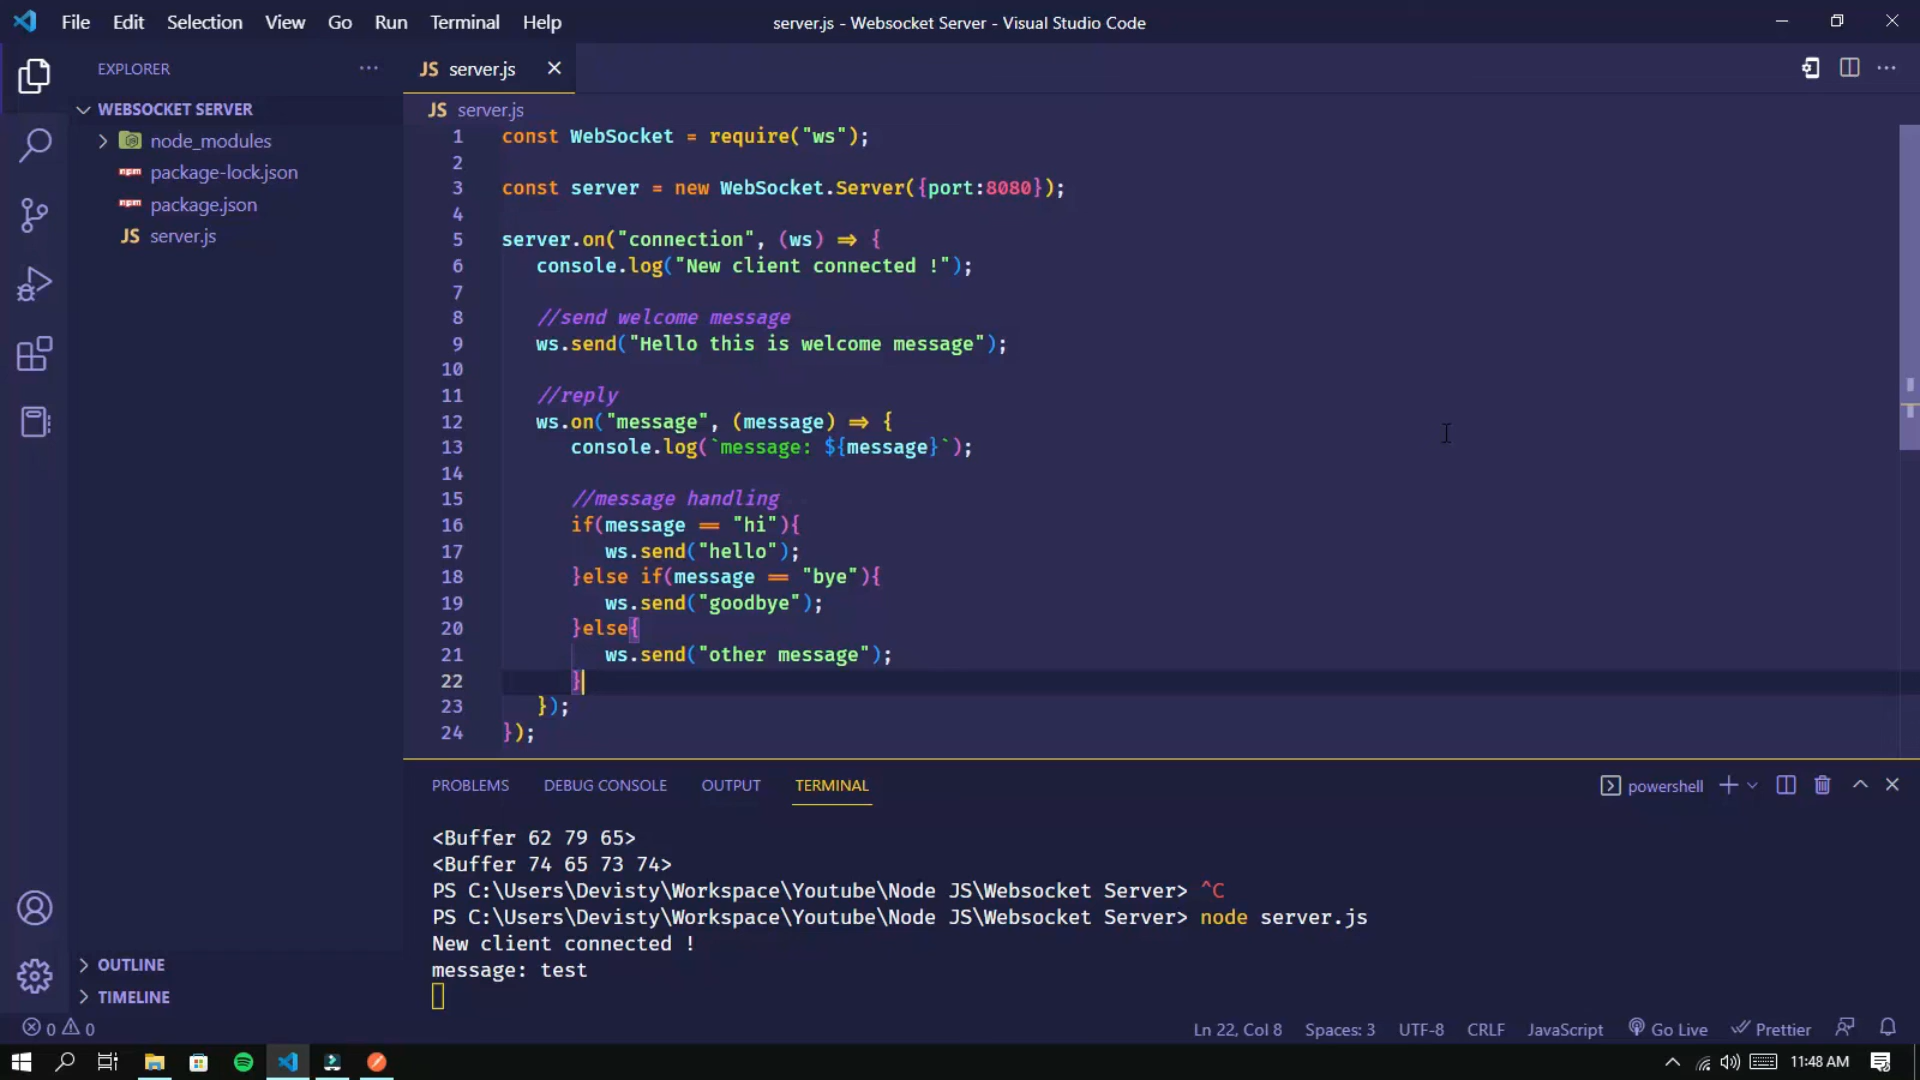 File Edit Selection View Go Run Terminal Help
server.js - Websocket Server - Visual Studio Code
EXPLORER
WEBSOCKET SERVER
node_modules
package-lock.json
package.json
JS server.js
OUTLINE
TIMELINE
JS server.js
JS server.js
1 const WebSocket = require("ws");
2
3 const server = new WebSocket.Server({port:8080});
4
5 server.on("connection", (ws) => {
6 console.log("New client connected !");
7
8 //send welcome message
9 ws.send("Hello this is welcome message");
10
11 //reply
12 ws.on("message", (message) => {
13 console.log(`message: ${message}`);
14
15 //message handling
16 if(message == "hi"){
17 ws.send("hello");
18 }else if(message == "bye"){
19 ws.send("goodbye");
20 }else{
21 ws.send("other message");
22 }
23 });
24 });
PROBLEMS DEBUG CONSOLE OUTPUT TERMINAL
powershell
<Buffer 62 79 65>
<Buffer 74 65 73 74>
PS C:\Users\Devisty\Workspace\Youtube\Node JS\Websocket Server> ^C
PS C:\Users\Devisty\Workspace\Youtube\Node JS\Websocket Server> node server.js
New client connected !
message: test
0 0
Ln 22, Col 8 Spaces: 3 UTF-8 CRLF JavaScript Go Live Prettier
11:48 AM